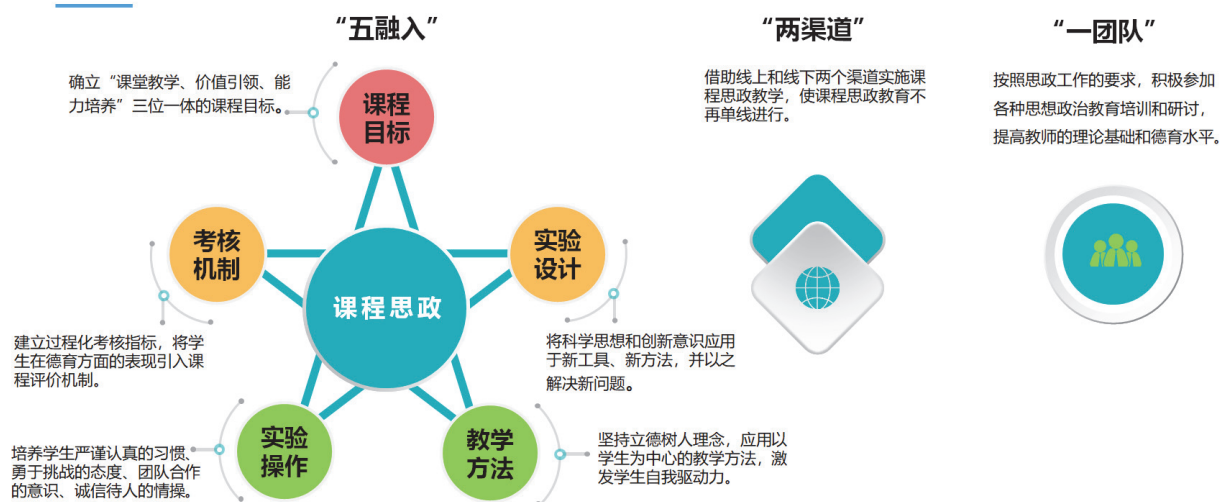 “五融入”
确立“课堂教学、价值引领、能
力培养”三位一体的课程目标。
课程
目标
考核
机制
实验
设计
课程思政
建立过程化考核指标，将学
生在德育方面的表现引入课
程评价机制。
将科学思想和创新意识应用
于新工具、新方法，并以之
解决新问题。
实验
操作
教学
方法
培养学生严谨认真的习惯、
勇于挑战的态度、团队合作
的意识、诚信待人的情操。
坚持立德树人理念，应用以
学生为中心的教学方法，激
发学生自我驱动力。
“两渠道”
借助线上和线下两个渠道实施课
程思政教学，使课程思政教育不
再单线进行。
“一团队”
按照思政工作的要求，积极参加
各种思想政治教育培训和研讨，
提高教师的理论基础和德育水平。